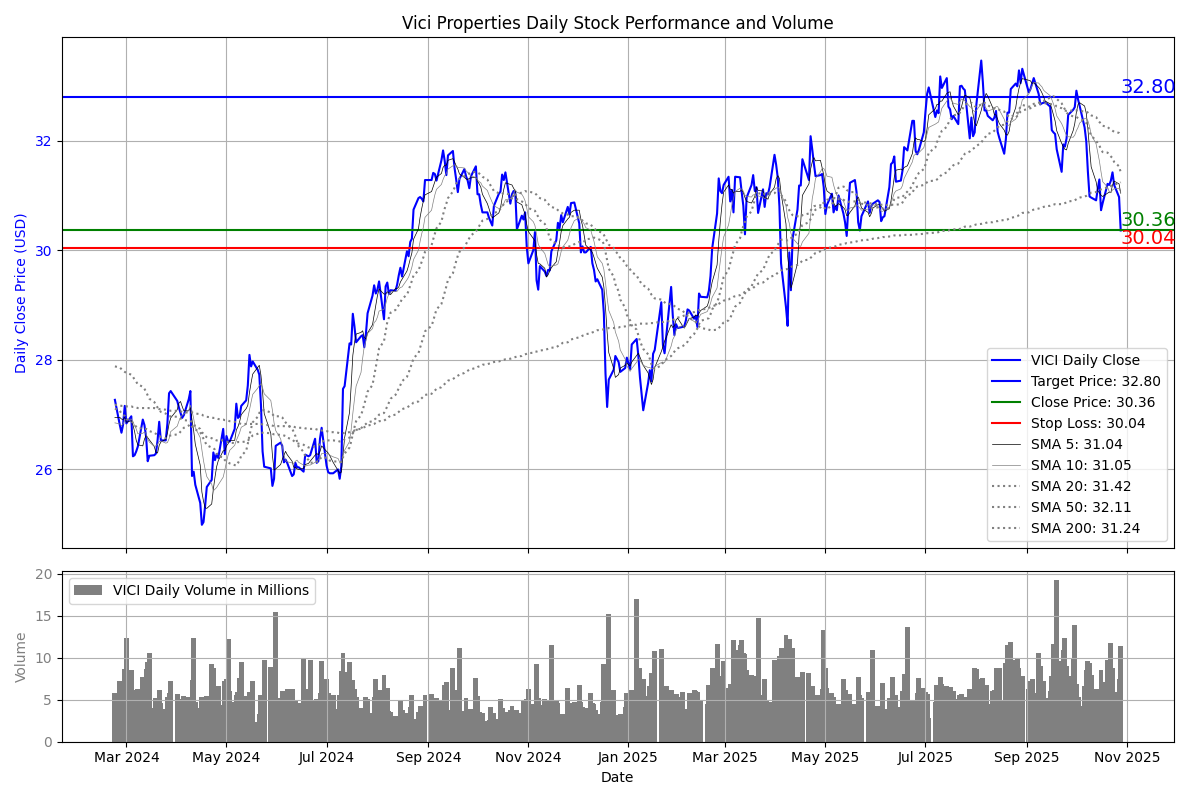 Vici Properties Daily Stock Performance and Volume
Daily Close Price (USD)
32
30
28
26
32.80
30.36
30.04
VICI Daily Close
Target Price: 32.80
Close Price: 30.36
Stop Loss: 30.04
SMA 5: 31.04
SMA 10: 31.05
SMA 20: 31.42
SMA 50: 32.11
SMA 200: 31.24
Volume
20
15
10
5
0
VICI Daily Volume in Millions
Mar 2024 May 2024 Jul 2024 Sep 2024 Nov 2024 Jan 2025 Mar 2025 May 2025 Jul 2025 Sep 2025 Nov 2025
Date